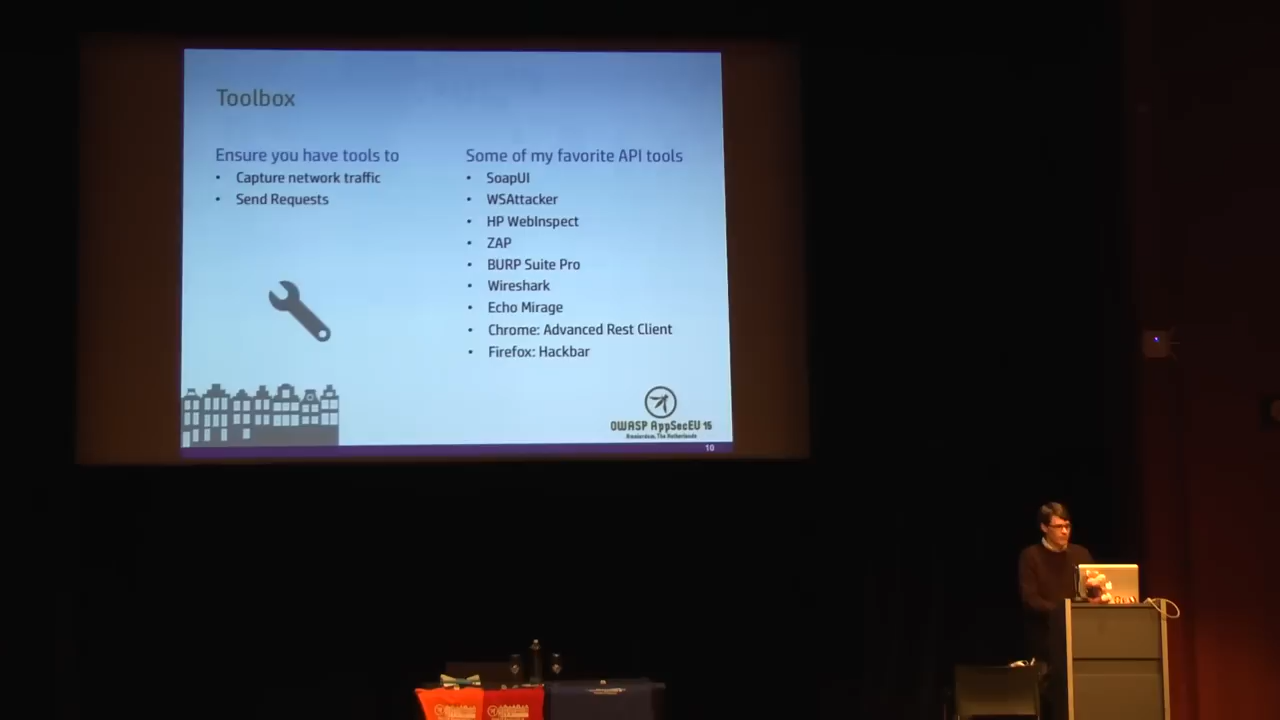 Toolbox
Ensure you have tools to
• Capture network traffic
• Send Requests
Some of my favorite API tools
• SoapUI
• WSAttacker
• HP WebInspect
• ZAP
• BURP Suite Pro
• Wireshark
• Echo Mirage
• Chrome: Advanced Rest Client
• Firefox: Hackbar
OWASP AppSecEU 15
Amsterdam, The Netherlands
10